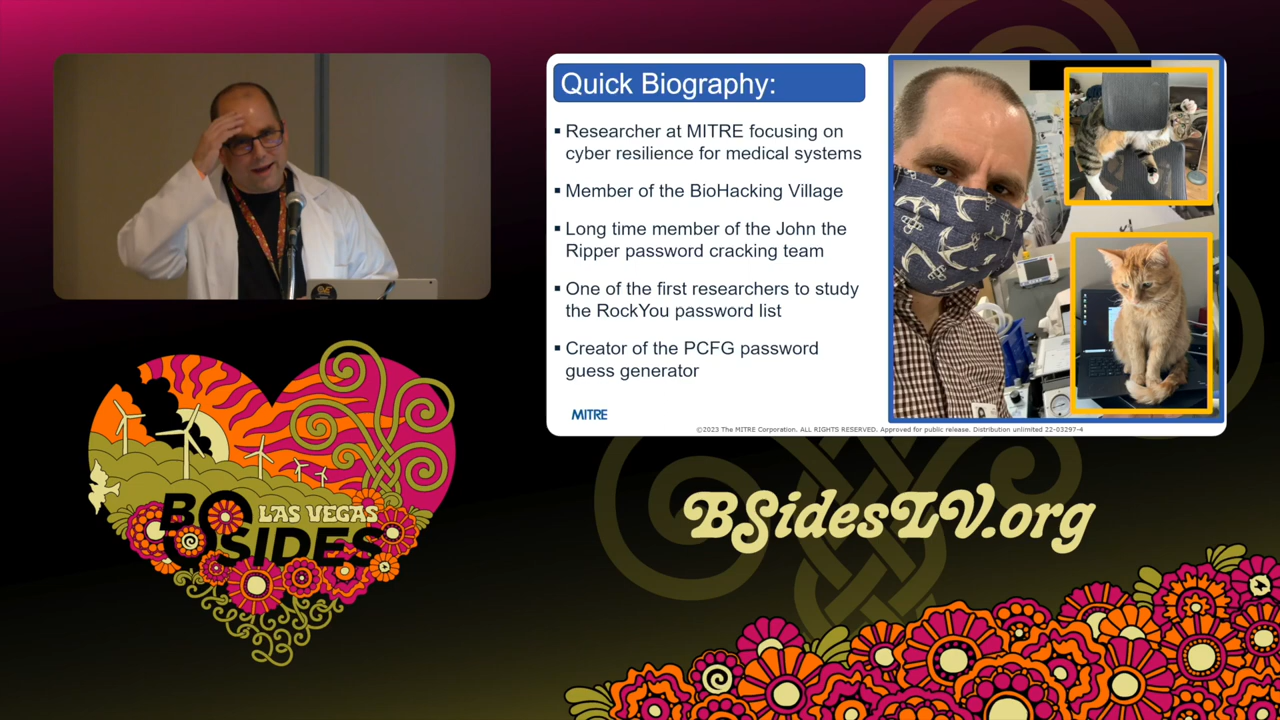 Quick Biography:
▪ Researcher at MITRE focusing on
cyber resilience for medical systems
▪ Member of the BioHacking Village
▪ Long time member of the John the
Ripper password cracking team
▪ One of the first researchers to study
the RockYou password list
▪ Creator of the PCFG password
guess generator
MITRE
©2023 The MITRE Corporation. ALL RIGHTS RESERVED. Approved for public release. Distribution unlimited 22-03297-4
LAS VEGAS
BSIDES
23
BSidesLV.org